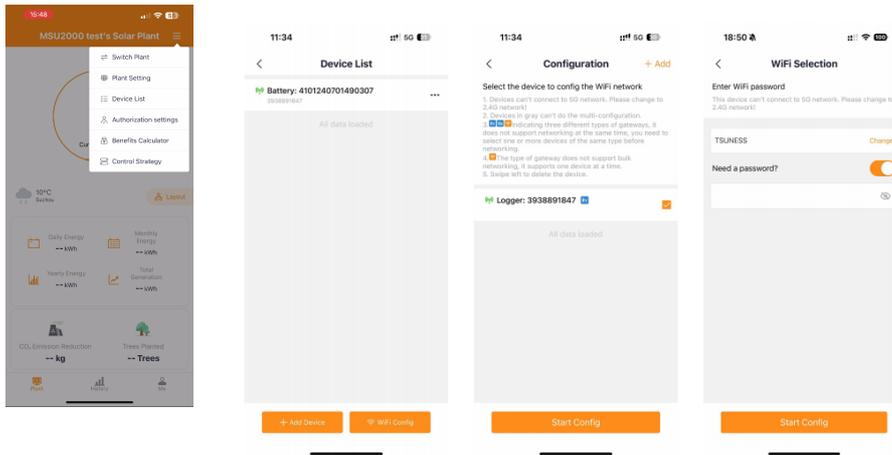 15:48
MSU2000 test's Solar Plant
Switch Plant
Plant Setting
Device List
Authorization settings
Benefits Calculator
Control Strategy
Cur
10°C
Suzhou
Layout
Daily Energy
-- kWh
Monthly
Energy
-- kWh
Yearly Energy
-- kWh
Total
Generation
-- kWh
CO₂ Emission Reduction
-- kg
Trees Planted
-- Trees
Plant
History
Me
11:34
5G
Device List
Battery: 4101240701490307
3938891847
All data loaded
+ Add Device
WiFi Config
11:34
5G
Configuration
+ Add
Select the device to config the WiFi network
1. Devices can't connect to 5G network. Please change to
2.4G network!
2. Devices in gray can't do the multi-configuration.
3. Indicating three different types of gateways, it
does not support networking at the same time, you need to
select one or more devices of the same type before
networking.
4. The type of gateway does not support bulk
networking, it supports one device at a time.
5. Swipe left to delete the device.
Logger: 3938891847
All data loaded
Start Config
18:50
100
WiFi Selection
Enter WiFi password
This device can't connect to 5G network. Please change to
2.4G network!
TSUNESS
Change
Need a password?
Start Config